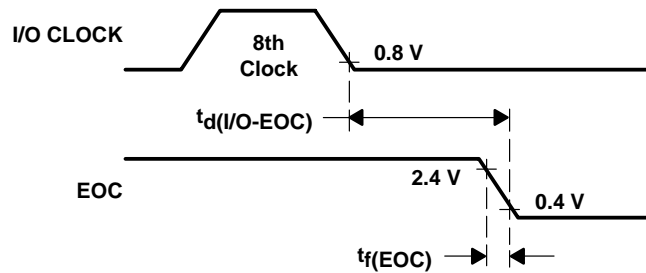 I/O CLOCK
8th
Clock
0.8 V
td(I/O-EOC)
EOC
2.4 V
0.4 V
tf(EOC)